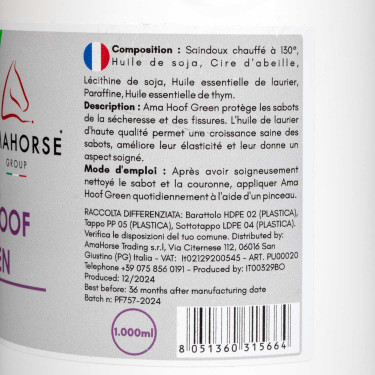 Composition : Saindoux chauffé à 130°,
Huile de soja, Cire d'abeille,
Lécithine de soja, Huile essentielle de laurier,
Paraffine, Huile essentielle de thym.
Description : Ama Hoof Green protège les sabots
de la sécheresse et des fissures. L'huile de laurier
d'haute qualité permet une croissance saine des
sabots, améliore leur élasticité et leur donne un
aspect soigné.
Mode d'emploi : Après avoir soigneusement
nettoyé le sabot et la couronne, appliquer Ama
Hoof Green quotidiennement à l'aide d'un pinceau.
RACCOLTA DIFFERENZIATA: Barattolo HDPE 02 (PLASTICA),
Tappo PP 05 (PLASTICA), Sottotappo LDPE 04 (PLASTICA).
Verifica le disposizioni del tuo comune. Distributed by:
AmaHorse Trading s.r.l, Via Citernese 112, 06016 San
Giustino (PG) Italia - Vat: It02129200545 - ART. PU00020
Telephone +39 075 856 0191 - Produced by: IT00329BO
Produced: 12/2024
Best before: 36 months after manufacturing date
Batch n: PF757-2024
1.000ml
8 051360 315664
MAHORSE
GROUP
OOF
EN